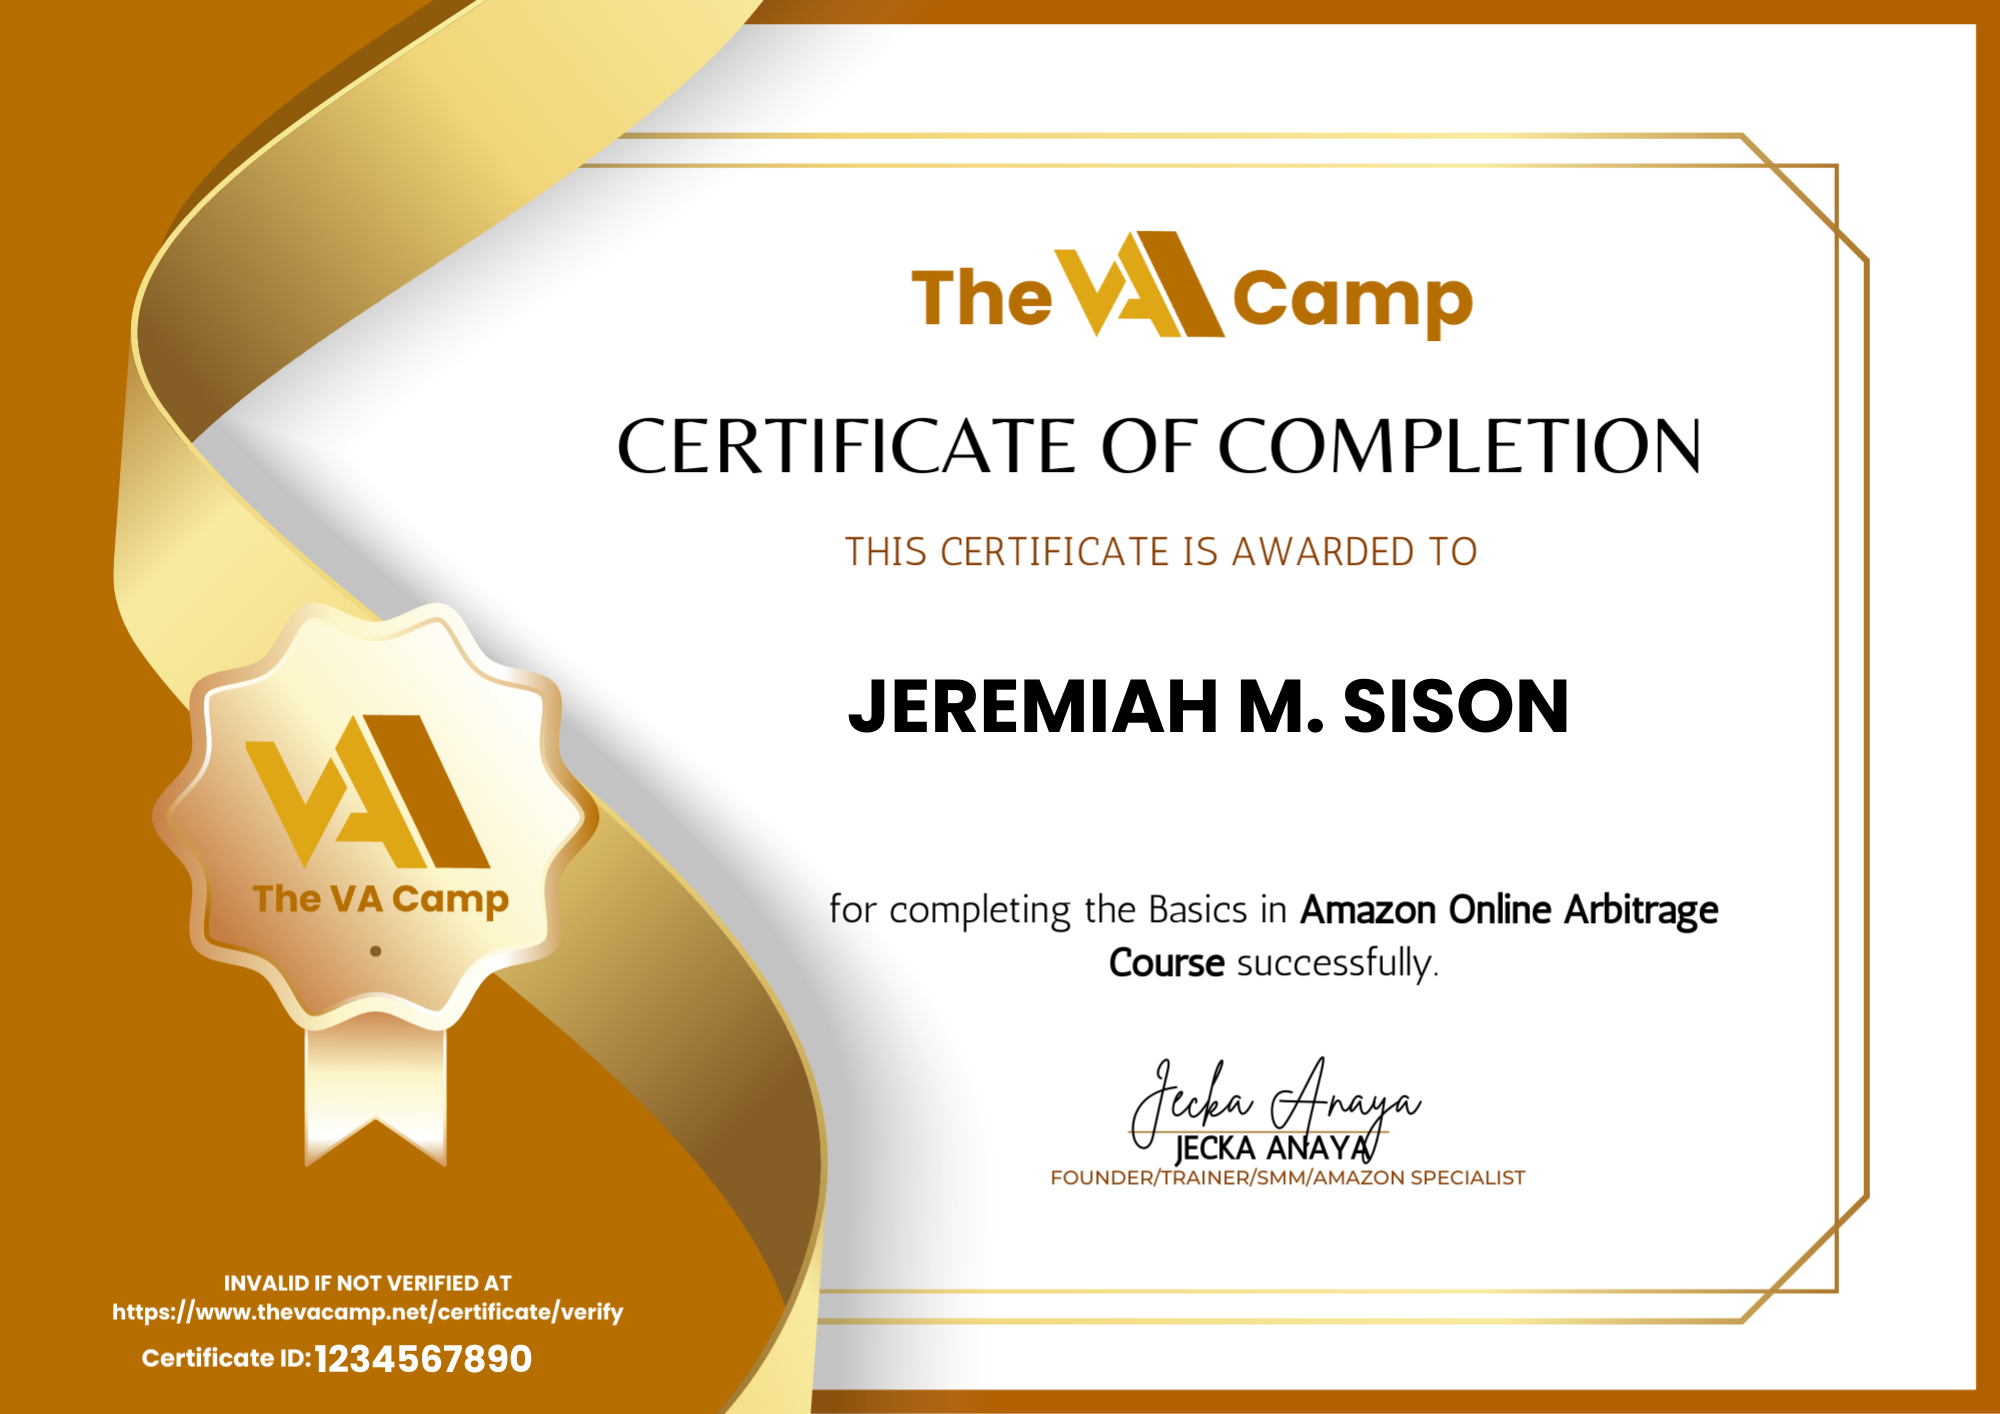 The VA Camp
CERTIFICATE OF COMPLETION
THIS CERTIFICATE IS AWARDED TO
JEREMIAH M. SISON
VA
The VA Camp
for completing the Basics in Amazon Online Arbitrage
Course successfully.
Jecka Anaya
JECKA ANAYA
FOUNDER/TRAINER/SMM/AMAZON SPECIALIST
INVALID IF NOT VERIFIED AT
https://www.thevacamp.net/certificate/verify
Certificate ID: 1234567890